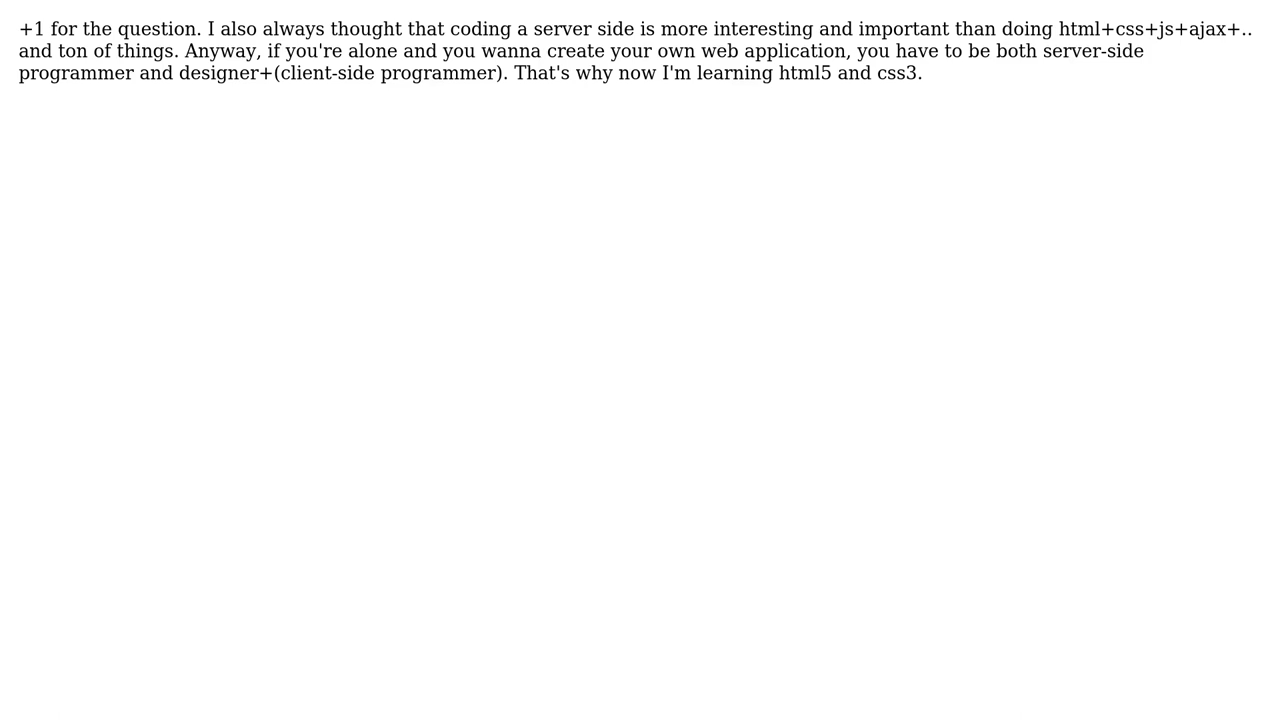 +1 for the question. I also always thought that coding a server side is more interesting and important than doing html+css+js+ajax+..
and ton of things. Anyway, if you're alone and you wanna create your own web application, you have to be both server-side
programmer and designer+(client-side programmer). That's why now I'm learning html5 and css3.